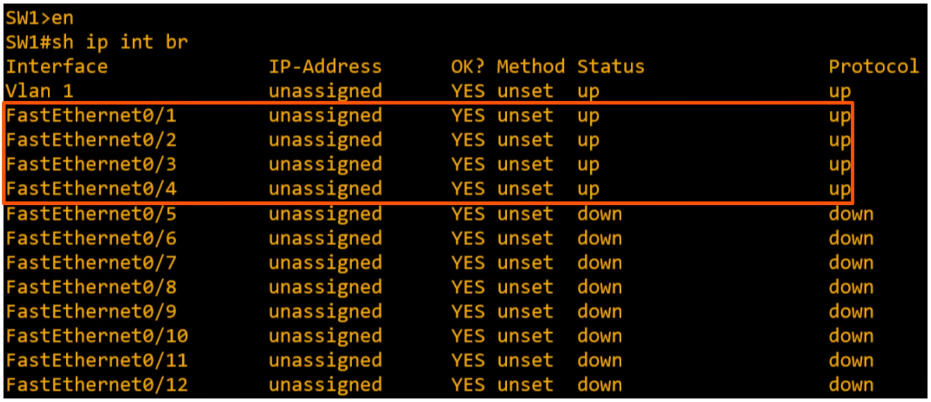 SW1>en
SW1#sh ip int br
Interface IP-Address OK? Method Status Protocol
Vlan 1 unassigned YES unset up up
FastEthernet0/1 unassigned YES unset up up
FastEthernet0/2 unassigned YES unset up up
FastEthernet0/3 unassigned YES unset up up
FastEthernet0/4 unassigned YES unset up up
FastEthernet0/5 unassigned YES unset down down
FastEthernet0/6 unassigned YES unset down down
FastEthernet0/7 unassigned YES unset down down
FastEthernet0/8 unassigned YES unset down down
FastEthernet0/9 unassigned YES unset down down
FastEthernet0/10 unassigned YES unset down down
FastEthernet0/11 unassigned YES unset down down
FastEthernet0/12 unassigned YES unset down down